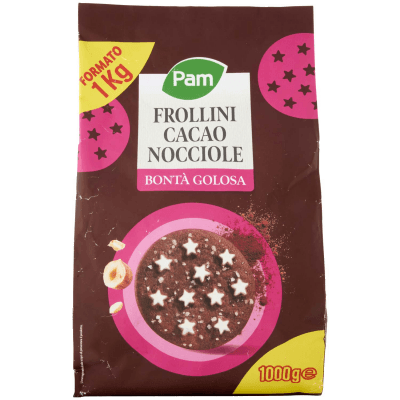 FORMATO
1 Kg
Pam
FROLLINI
CACAO
NOCCIOLE
BONTÀ GOLOSA
1000g e